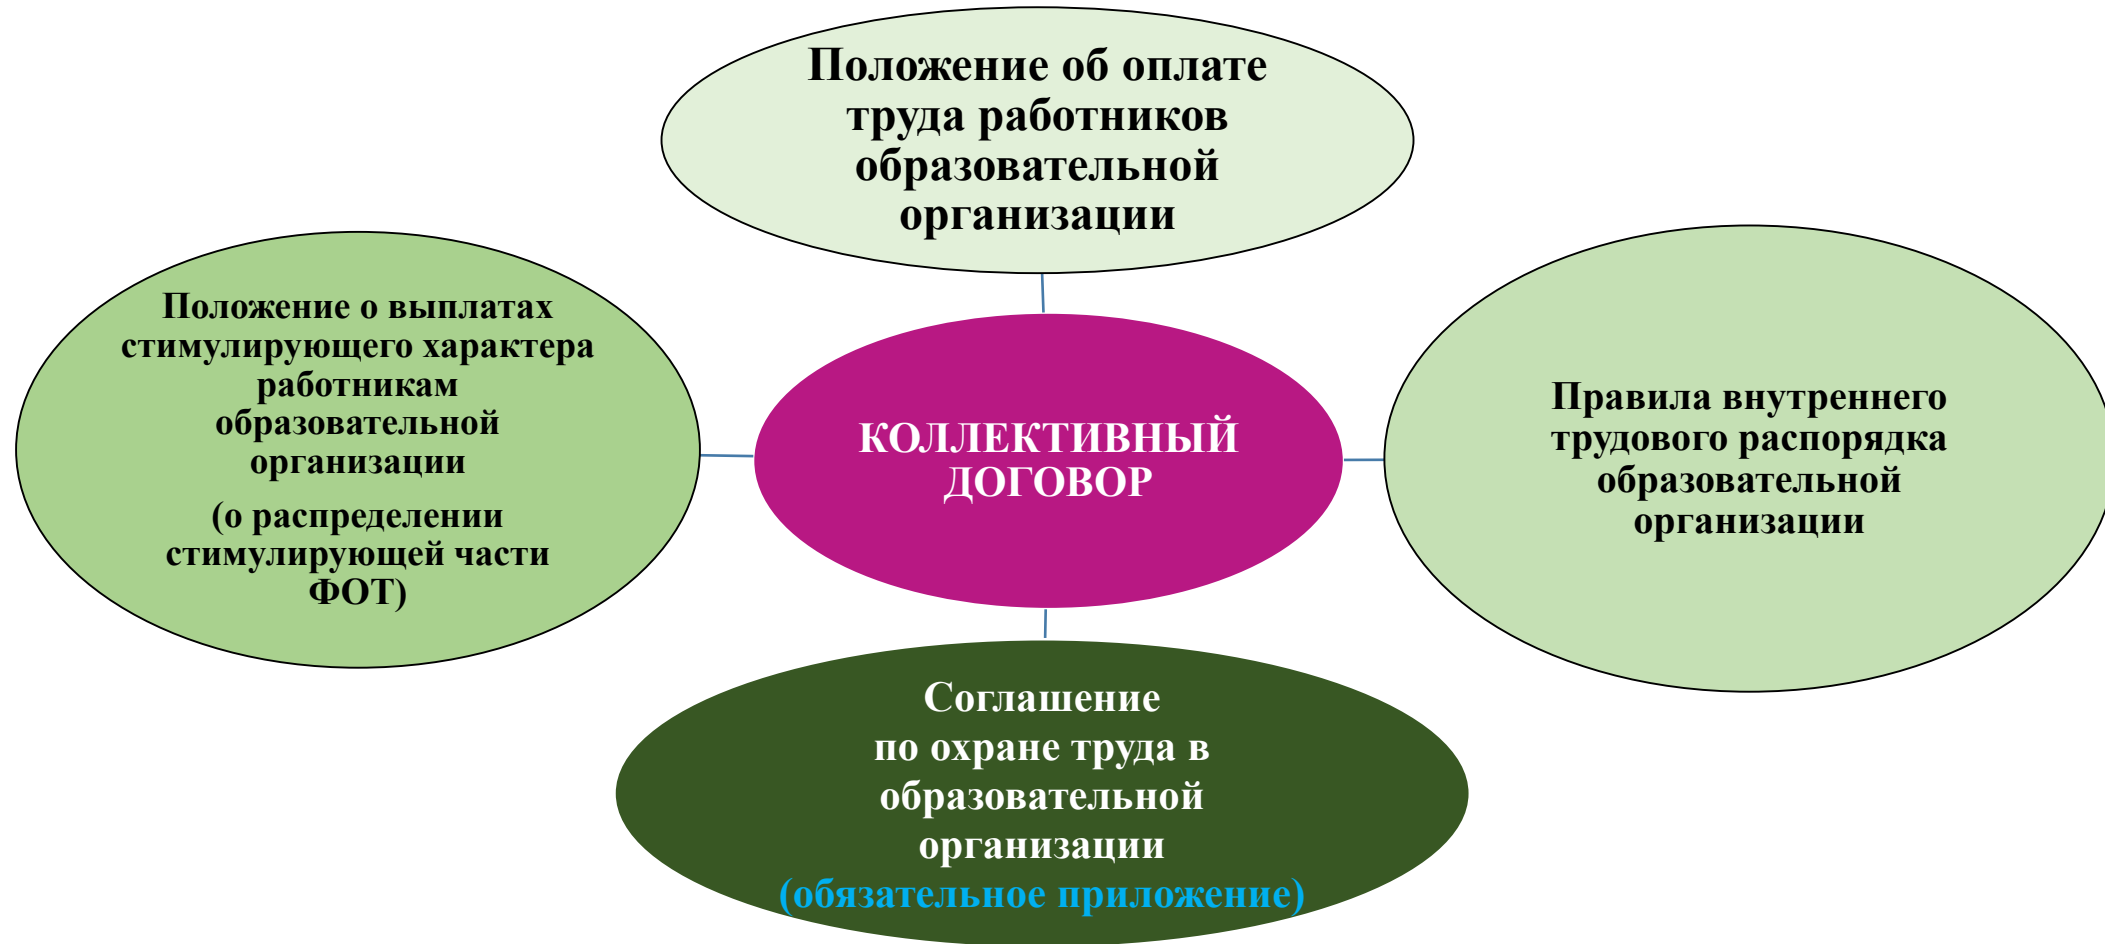 Положение об оплате
труда работников
образовательной
организации
Положение о выплатах
стимулирующего характера
работникам
образовательной
организации
(о распределении
стимулирующей части
ФОТ)
КОЛЛЕКТИВНЫЙ
ДОГОВОР
Правила внутреннего
трудового распорядка
образовательной
организации
Соглашение
по охране труда в
образовательной
организации
(обязательное приложение)